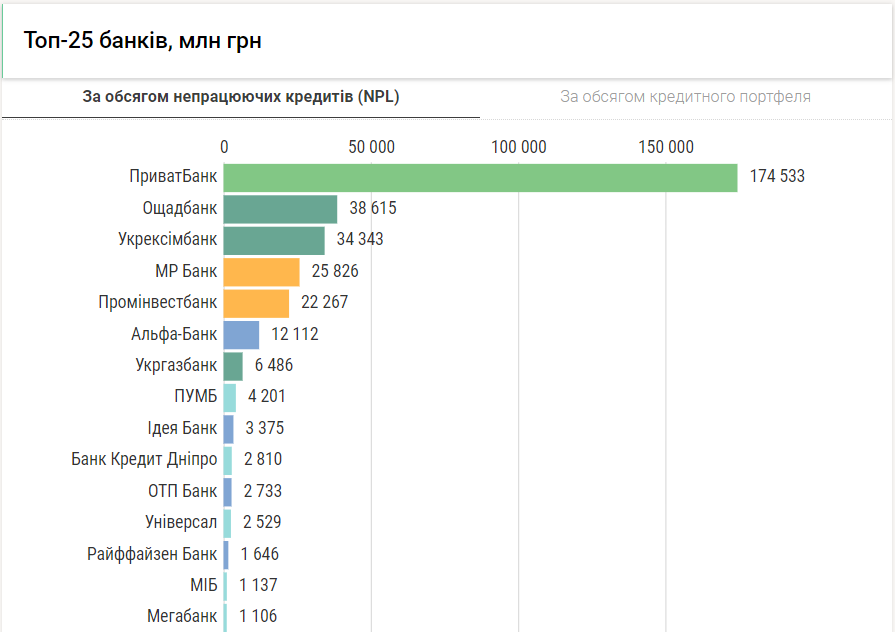 Топ-25 банків, млн грн
За обсягом непрацюючих кредитів (NPL) За обсягом кредитного портфеля
0 50 000 100 000 150 000
ПриватБанк 174 533
Ощадбанк 38 615
Укрексімбанк 34 343
МР Банк 25 826
Промінвестбанк 22 267
Альфа-Банк 12 112
Укргазбанк 6 486
ПУМБ 4 201
Ідея Банк 3 375
Банк Кредит Дніпро 2 810
ОТП Банк 2 733
Універсал 2 529
Райффайзен Банк 1 646
МІБ 1 137
Мегабанк 1 106